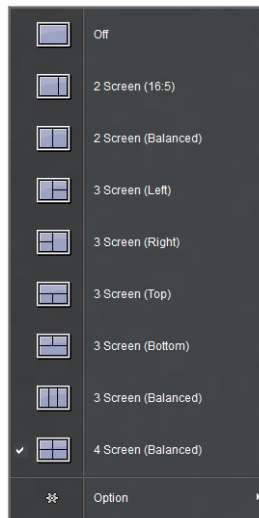 Off
2 Screen (16:5)
2 Screen (Balanced)
3 Screen (Left)
3 Screen (Right)
3 Screen (Top)
3 Screen (Bottom)
3 Screen (Balanced)
4 Screen (Balanced)
Option